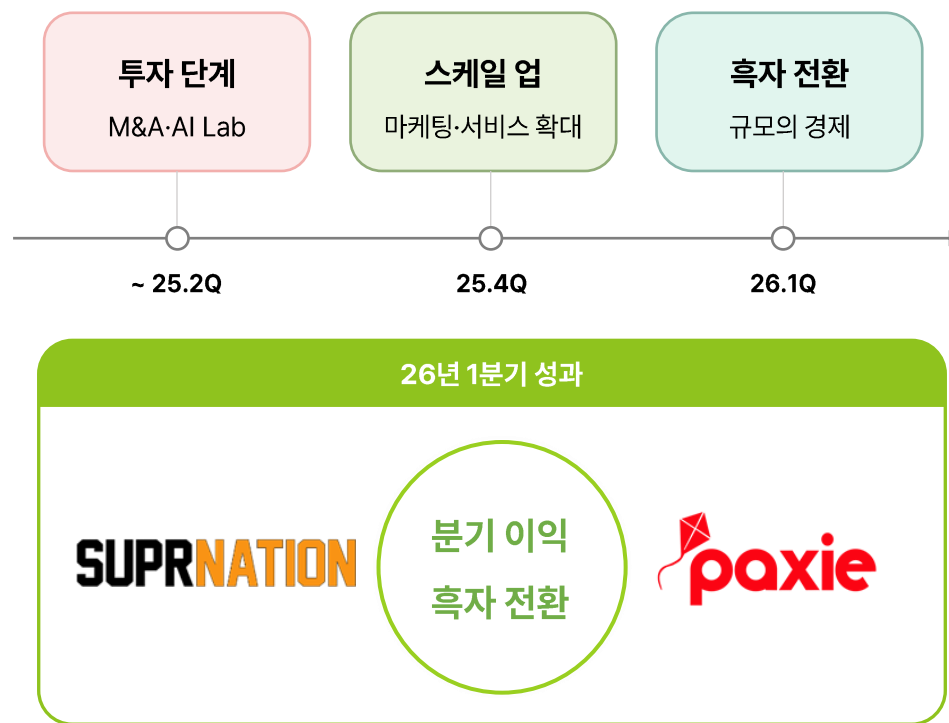 투자 단계
M&A·AI Lab
스케일 업
마케팅·서비스 확대
흑자 전환
규모의 경제
~ 25.2Q
25.4Q
26.1Q
26년 1분기 성과
SUPRNATION
분기 이익
흑자 전환
paxie